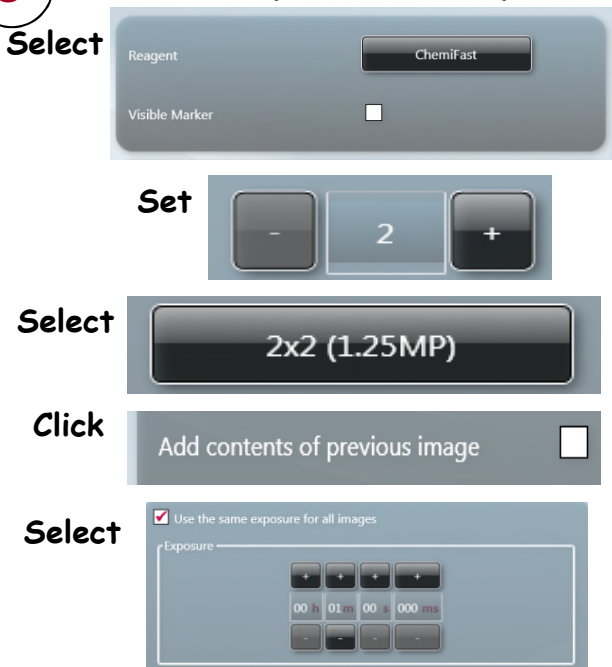 Select
Reagent ChemiFast
Visible Marker
Set
- 2 +
Select
2x2 (1.25MP)
Click
Add contents of previous image
Select
Use the same exposure for all images
Exposure
+ + + +
00 h 01 m 00 s 000 ms
- - - -